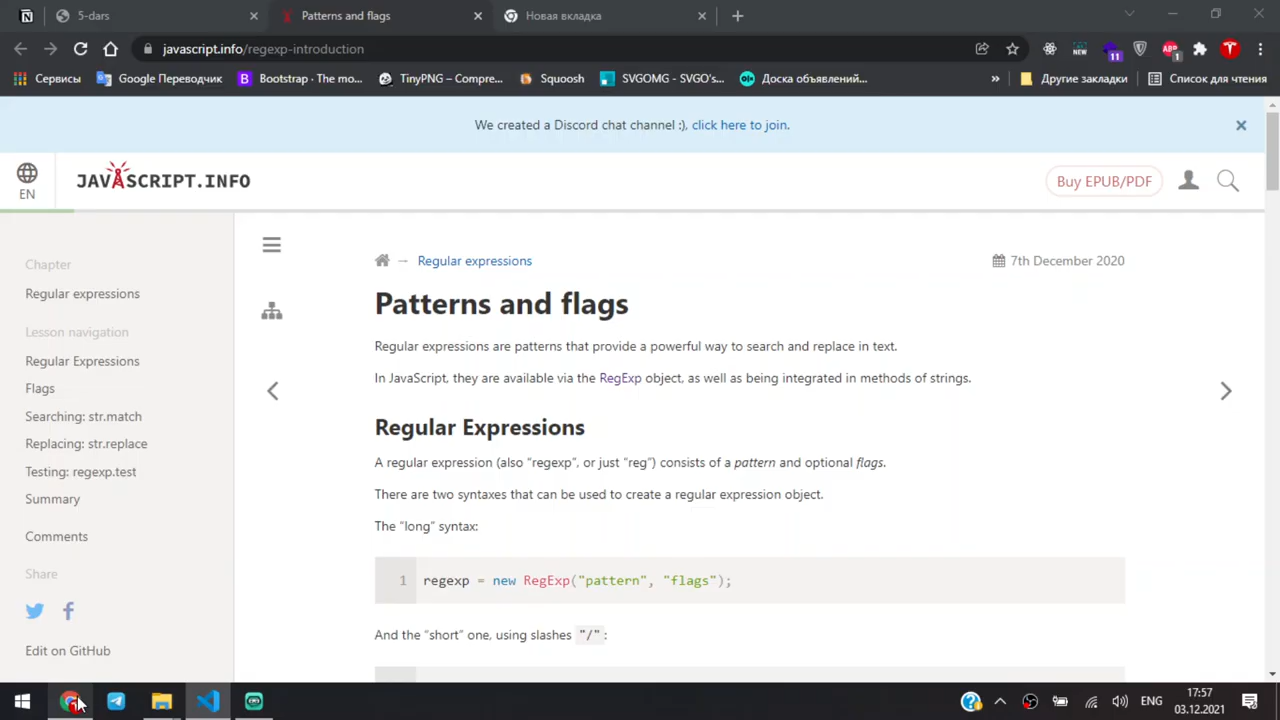 5-dars
Patterns and flags
Новая вкладка
javascript.info/regexp-introduction
NEW
11
ABP
1
Сервисы
Google Переводчик
Bootstrap · The mo...
TinyPNG – Compre...
Squoosh
SVGOMG - SVGO's...
Доска объявлений...
»
Другие закладки
Список для чтения
We created a Discord chat channel :), click here to join.
EN
JAVASCRIPT.INFO
Buy EPUB/PDF
Chapter
Regular expressions
Lesson navigation
Regular Expressions
Flags
Searching: str.match
Replacing: str.replace
Testing: regexp.test
Summary
Comments
Share
Edit on GitHub
→ Regular expressions
7th December 2020
Patterns and flags
Regular expressions are patterns that provide a powerful way to search and replace in text.
In JavaScript, they are available via the RegExp object, as well as being integrated in methods of strings.
Regular Expressions
A regular expression (also “regexp”, or just “reg”) consists of a pattern and optional flags.
There are two syntaxes that can be used to create a regular expression object.
The “long” syntax:
1 regexp = new RegExp("pattern", "flags");
And the “short” one, using slashes "/":
ENG
17:57
03.12.2021